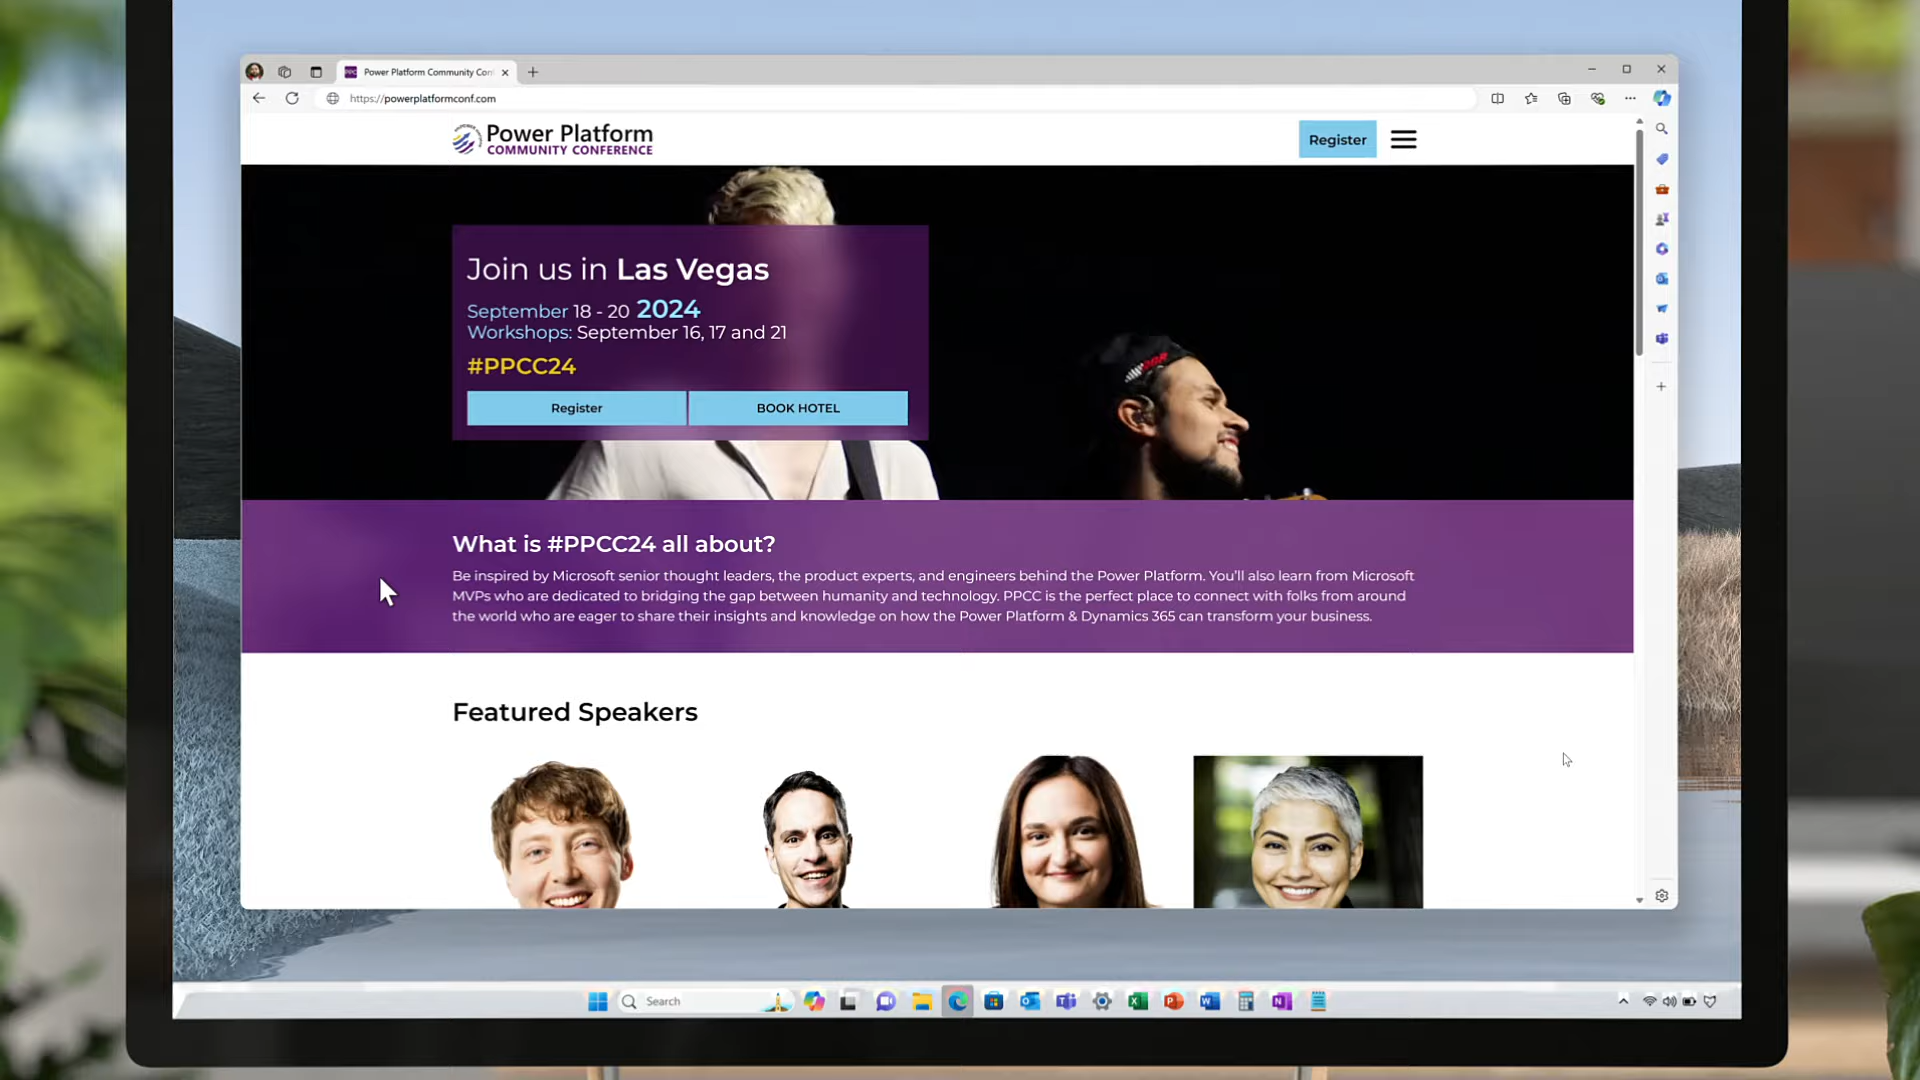 Power Platform Community Con
https://powerplatformconf.com
Power Platform
COMMUNITY CONFERENCE
Register
Join us in Las Vegas
September 18 - 20 2024
Workshops: September 16, 17 and 21
#PPCC24
Register
BOOK HOTEL
What is #PPCC24 all about?
Be inspired by Microsoft senior thought leaders, the product experts, and engineers behind the Power Platform. You'll also learn from Microsoft
MVPs who are dedicated to bridging the gap between humanity and technology. PPCC is the perfect place to connect with folks from around
the world who are eager to share their insights and knowledge on how the Power Platform & Dynamics 365 can transform your business.
Featured Speakers
Search